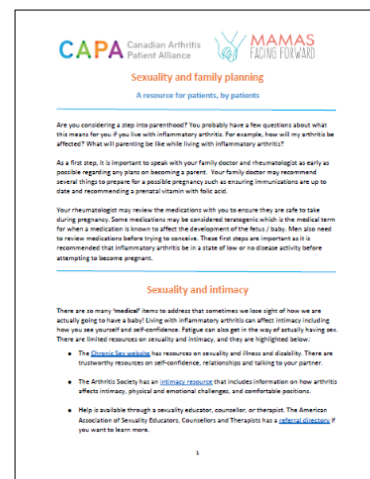 CAPA Canadian Arthritis
Patient Alliance
MAMAS
FACING FORWARD
Sexuality and family planning
A resource for patients, by patients
Are you considering a step into parenthood? You probably have a few questions about what
this means for you if you live with inflammatory arthritis. For example, how will my arthritis be
affected? What will parenting be like while living with inflammatory arthritis?
As a first step, it is important to speak with your family doctor and rheumatologist as early as
possible regarding any plans on becoming a parent. Your family doctor may recommend
several things to prepare for a possible pregnancy such as ensuring immunizations are up to
date and recommending a prenatal vitamin with folic acid.
Your rheumatologist may review the medications with you to ensure they are safe to take
during pregnancy. Some medications may be considered teratogenic which is the medical term
for when a medication is known to affect the development of the fetus / baby. Men also need
to review medications before trying to conceive. These first steps are important as it is
recommended that inflammatory arthritis be in a state of low or no disease activity before
attempting to become pregnant.
Sexuality and intimacy
There are so many 'medical' items to address that sometimes we lose sight of how we are
actually going to have a baby! Living with inflammatory arthritis can affect intimacy including
how you see yourself and self-confidence. Fatigue can also get in the way of actually having sex.
There are limited resources on sexuality and intimacy, and they are highlighted below:
● The Chronic Sex website has resources on sexuality and illness and disability. There are
trustworthy resources on self-confidence, relationships and talking to your partner.
● The Arthritis Society has an intimacy resource that includes information on how arthritis
affects intimacy, physical and emotional challenges, and comfortable positions.
● Help is available through a sexuality educator, counsellor, or therapist. The American
Association of Sexuality Educators, Counsellors and Therapists has a referral directory if
you want to learn more.
1